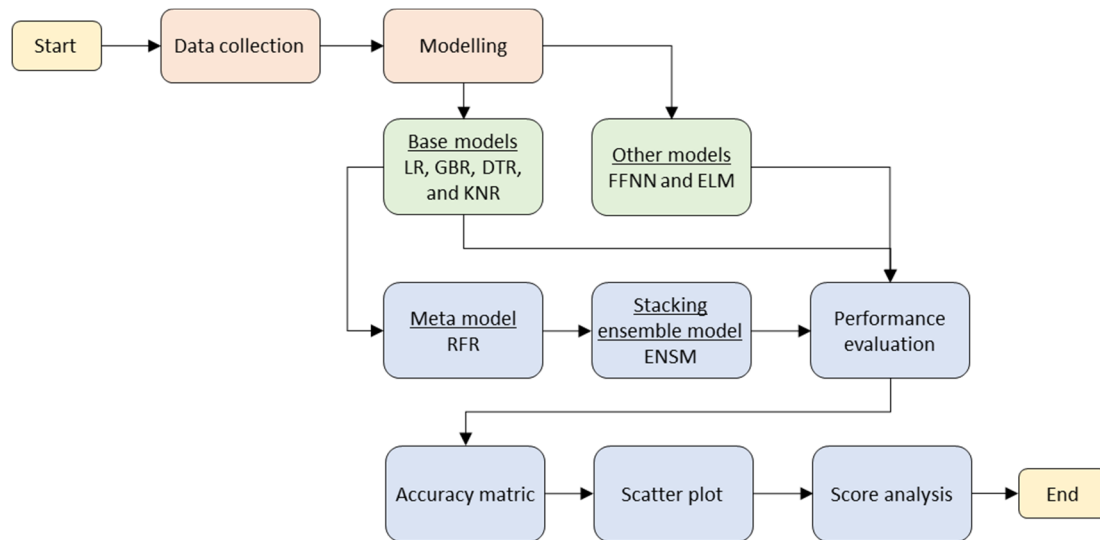 Start
Data collection
Modelling
Base models
LR, GBR, DTR,
and KNR
Other models
FFNN and ELM
Meta model
RFR
Stacking
ensemble model
ENSM
Performance
evaluation
Accuracy matric
Scatter plot
Score analysis
End